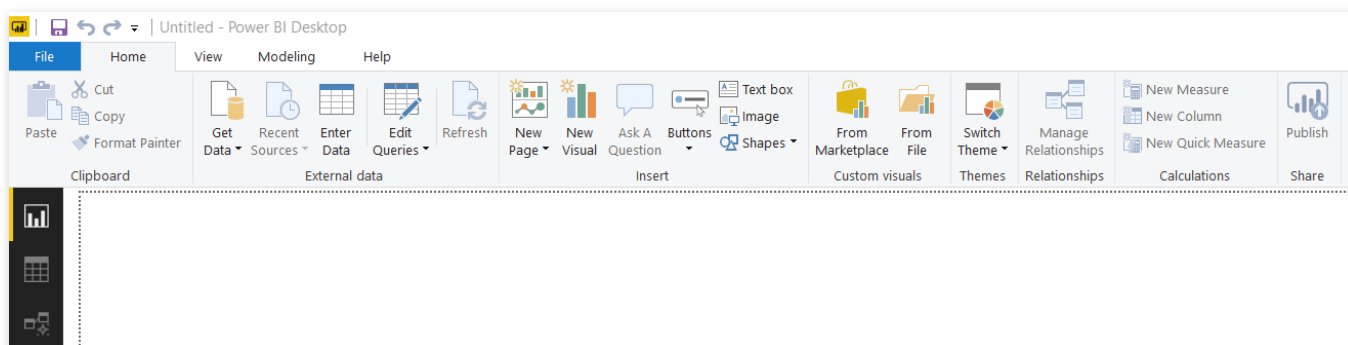 Untitled - Power BI Desktop
File Home View Modeling Help
Paste
Cut
Copy
Format Painter
Clipboard
Get Data
Recent Sources
Enter Data
Edit Queries
Refresh
External data
New Page
New Visual
Ask A Question
Buttons
Text box
Image
Shapes
Insert
From Marketplace
From File
Custom visuals
Switch Theme
Themes
Manage Relationships
Relationships
New Measure
New Column
New Quick Measure
Calculations
Publish
Share